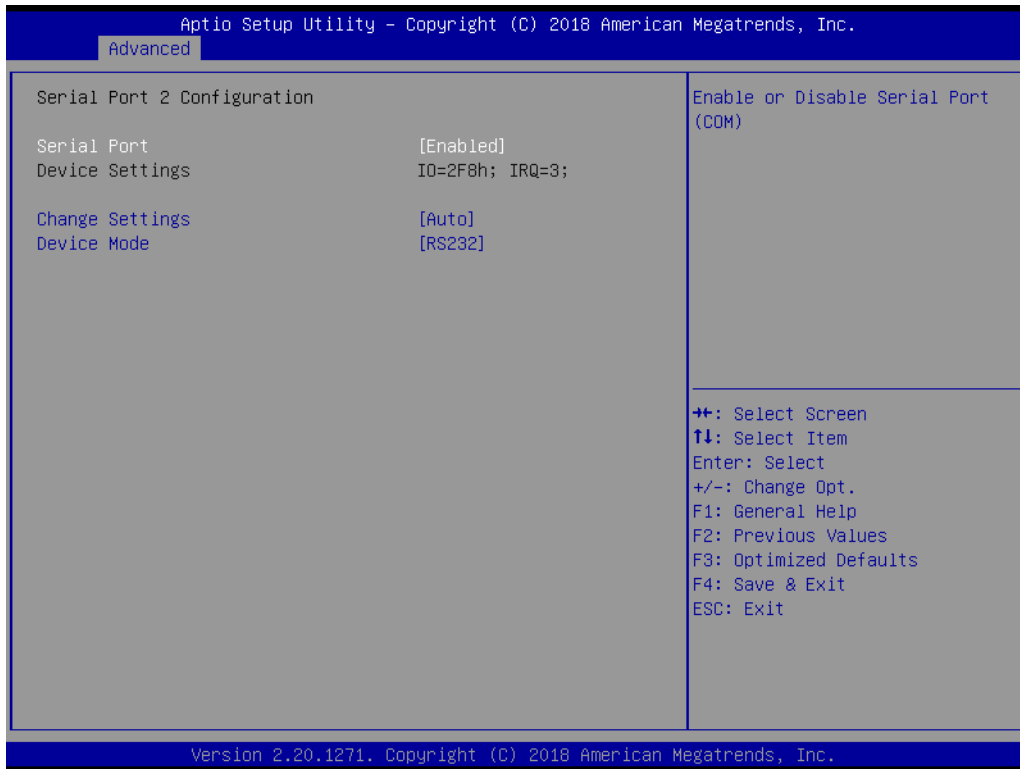 Aptio Setup Utility – Copyright (C) 2018 American Megatrends, Inc.
Advanced
Serial Port 2 Configuration
Serial Port [Enabled]
Device Settings IO=2F8h; IRQ=3;
Change Settings [Auto]
Device Mode [RS232]
Enable or Disable Serial Port
(COM)
→←: Select Screen
↑↓: Select Item
Enter: Select
+/-: Change Opt.
F1: General Help
F2: Previous Values
F3: Optimized Defaults
F4: Save & Exit
ESC: Exit
Version 2.20.1271. Copyright (C) 2018 American Megatrends, Inc.